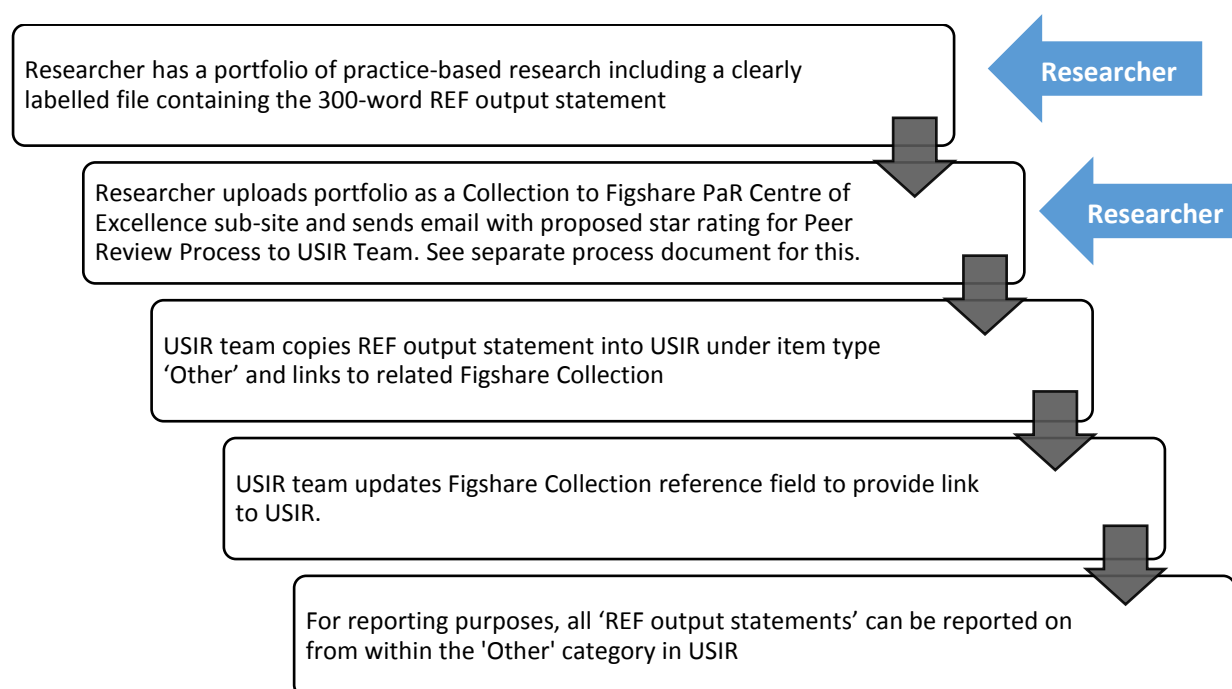 Researcher has a portfolio of practice-based research including a clearly
labelled file containing the 300-word REF output statement
Researcher
Researcher uploads portfolio as a Collection to Figshare PaR Centre of
Excellence sub-site and sends email with proposed star rating for Peer
Review Process to USIR Team. See separate process document for this.
Researcher
USIR team copies REF output statement into USIR under item type
‘Other’ and links to related Figshare Collection
USIR team updates Figshare Collection reference field to provide link
to USIR.
For reporting purposes, all ‘REF output statements’ can be reported on
from within the 'Other' category in USIR